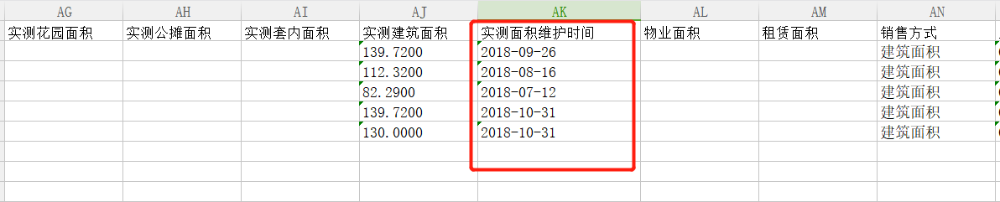 AG AH AI AJ AK AL AM AN
实测花园面积 实测公摊面积 实测套内面积 实测建筑面积 实测面积维护时间 物业面积 租赁面积 销售方式
139.7200 2018-09-26 建筑面积
112.3200 2018-08-16 建筑面积
82.2900 2018-07-12 建筑面积
139.7200 2018-10-31 建筑面积
130.0000 2018-10-31 建筑面积